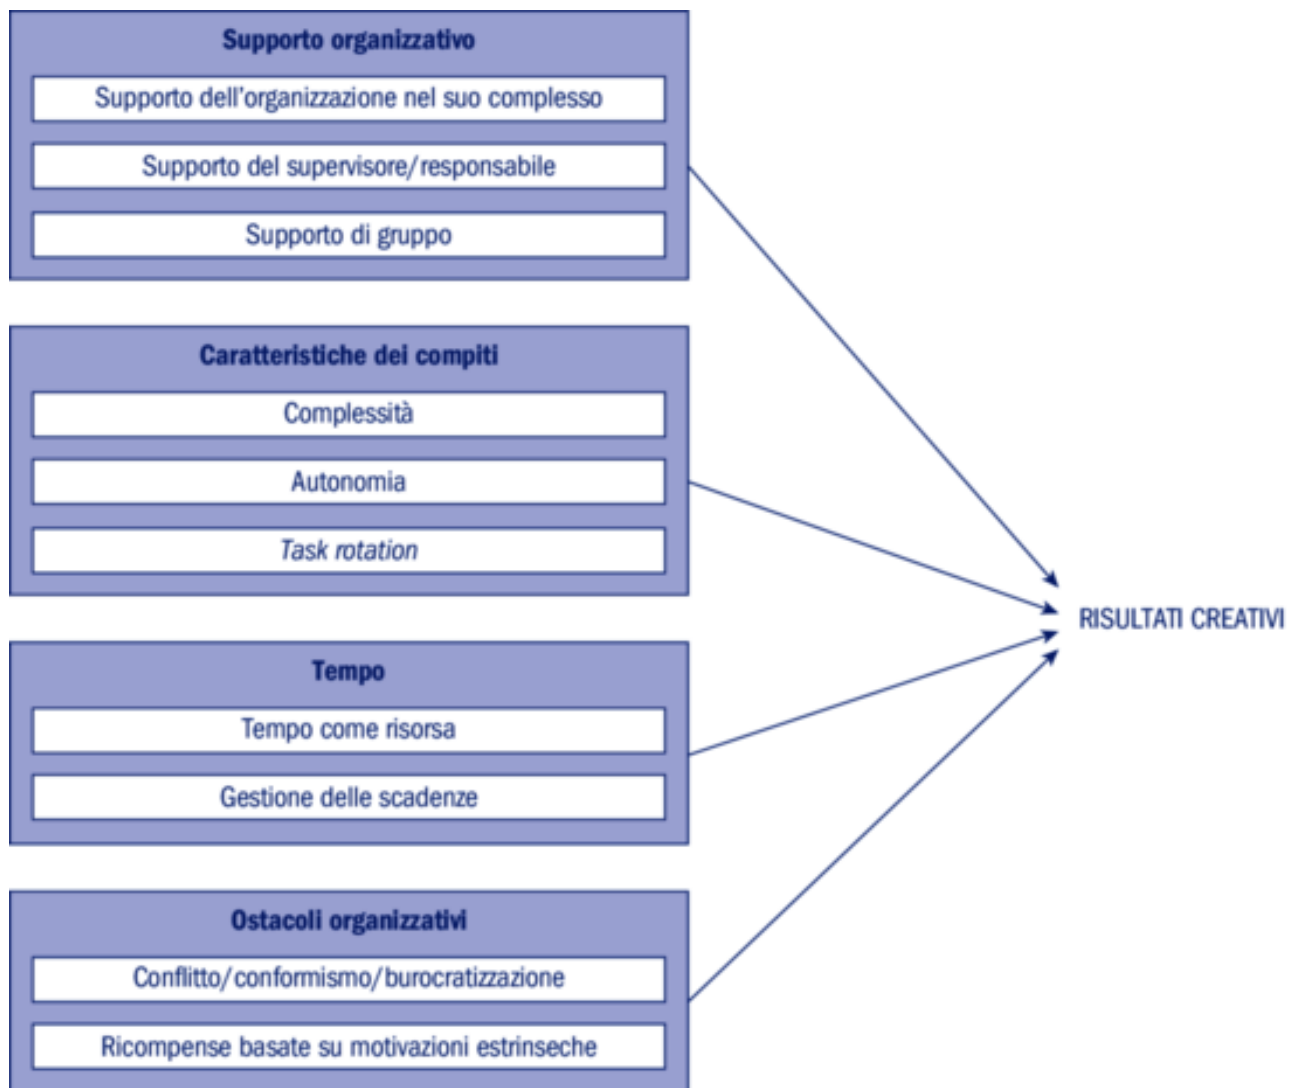 Supporto organizzativo
Supporto dell'organizzazione nel suo complesso
Supporto del supervisore/responsabile
Supporto di gruppo
Caratteristiche dei compiti
Complessità
Autonomia
Task rotation
Tempo
Tempo come risorsa
Gestione delle scadenze
Ostacoli organizzativi
Conflitto/conformismo/burocratizzazione
Ricompense basate su motivazioni estrinseche
RISULTATI CREATIVI